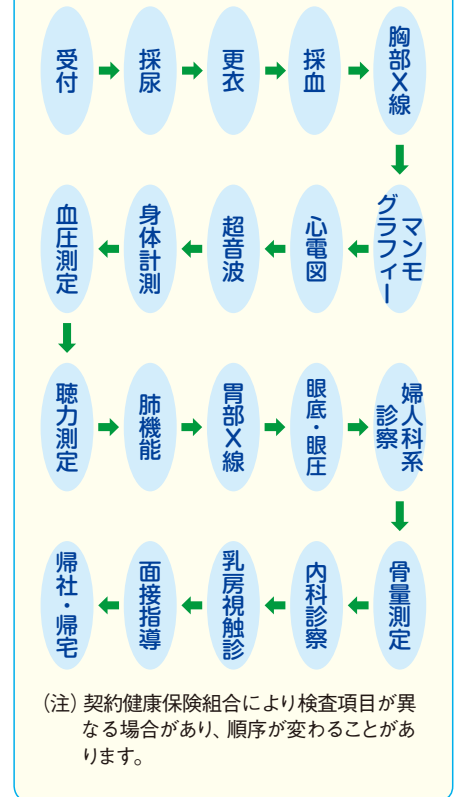 受付
採尿
更衣
採血
胸部X線
マンモ
グラフィー
心電図
超音波
身体計測
血圧測定
聴力測定
肺機能
胃部X線
眼底・眼圧
婦人科系
診察
骨量測定
内科診察
乳房視触診
面接指導
帰社・帰宅
(注) 契約健康保険組合により検査項目が異
なる場合があり、順序が変わることがあ
ります。